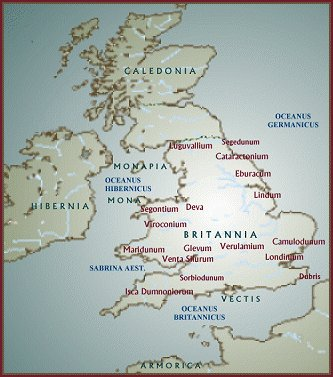 CALEDONIA
OCEANUS
GERMANICUS
Segedunum
Luguvallium
Cataractonium
MONAPIA
Eburacum
OCEANUS
HIBERNICUS
Lindum
MONA
HIBERNIA
Segontium
Deva
Viroconium
BRITANNIA
Camulodunum
Maridunum
Glevum
Verulamium
Venta Silurum
Londinium
SABRINA AEST.
Sorbiodunum
Dubris
Isca Dumnoniorum
VECTIS
OCEANUS
BRITANNICUS
ARMORICA